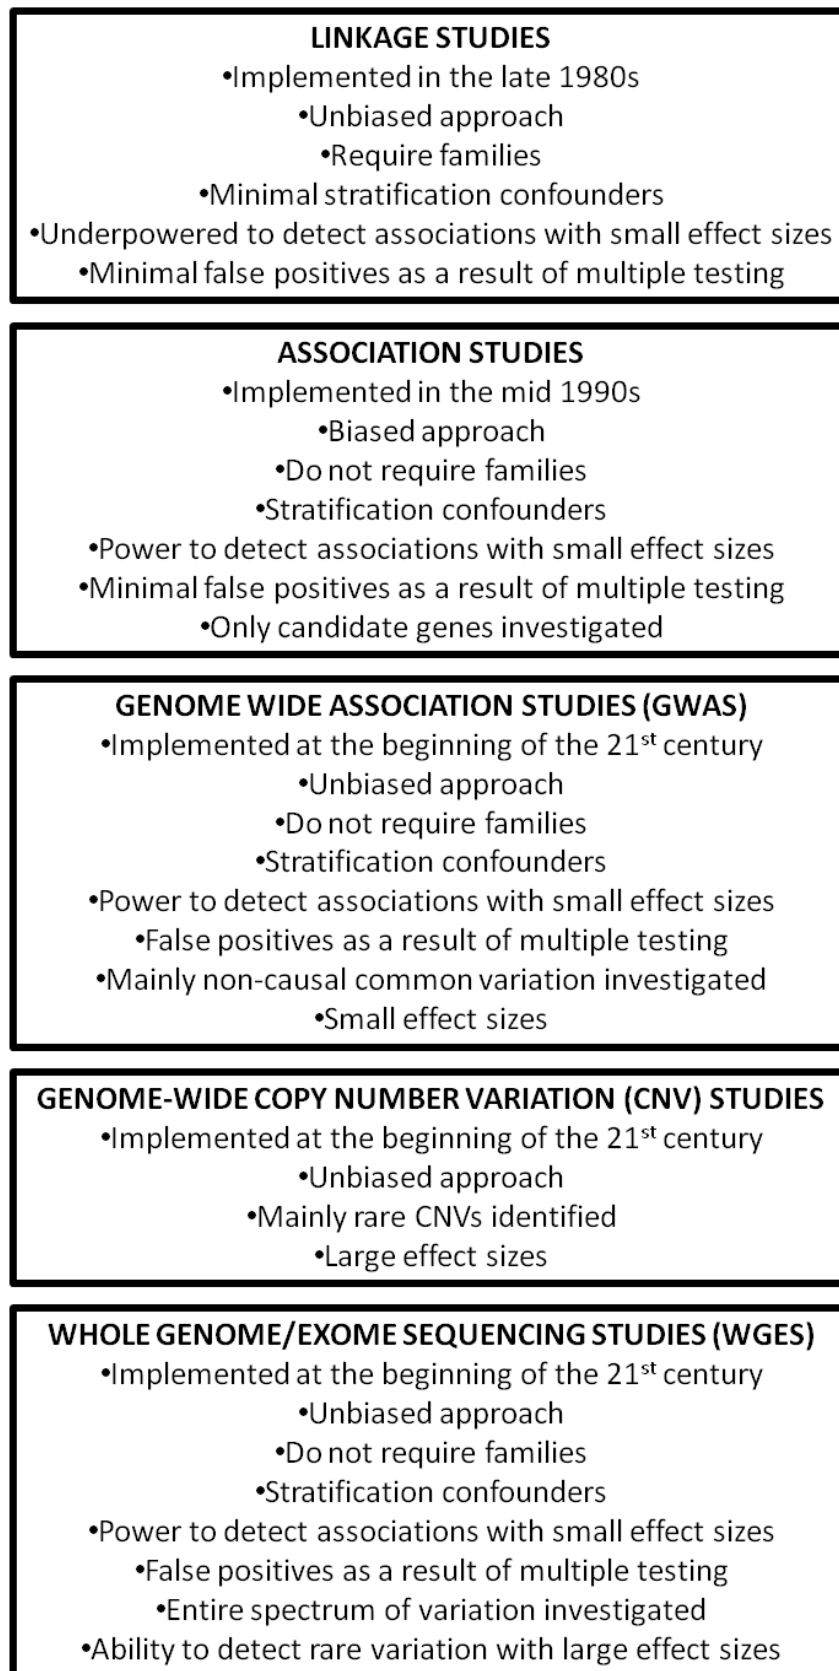 LINKAGE STUDIES
•Implemented in the late 1980s
•Unbiased approach
•Require families
•Minimal stratification confounders
•Underpowered to detect associations with small effect sizes
•Minimal false positives as a result of multiple testing
ASSOCIATION STUDIES
•Implemented in the mid 1990s
•Biased approach
•Do not require families
•Stratification confounders
•Power to detect associations with small effect sizes
•Minimal false positives as a result of multiple testing
•Only candidate genes investigated
GENOME WIDE ASSOCIATION STUDIES (GWAS)
•Implemented at the beginning of the 21st century
•Unbiased approach
•Do not require families
•Stratification confounders
•Power to detect associations with small effect sizes
•False positives as a result of multiple testing
•Mainly non-causal common variation investigated
•Small effect sizes
GENOME-WIDE COPY NUMBER VARIATION (CNV) STUDIES
•Implemented at the beginning of the 21st century
•Unbiased approach
•Mainly rare CNVs identified
•Large effect sizes
WHOLE GENOME/EXOME SEQUENCING STUDIES (WGES)
•Implemented at the beginning of the 21st century
•Unbiased approach
•Do not require families
•Stratification confounders
•Power to detect associations with small effect sizes
•False positives as a result of multiple testing
•Entire spectrum of variation investigated
•Ability to detect rare variation with large effect sizes